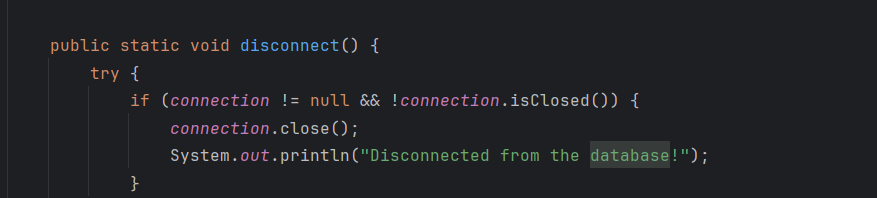 public static void disconnect() {
try {
if (connection != null && !connection.isClosed()) {
connection.close();
System.out.println("Disconnected from the database!");
}